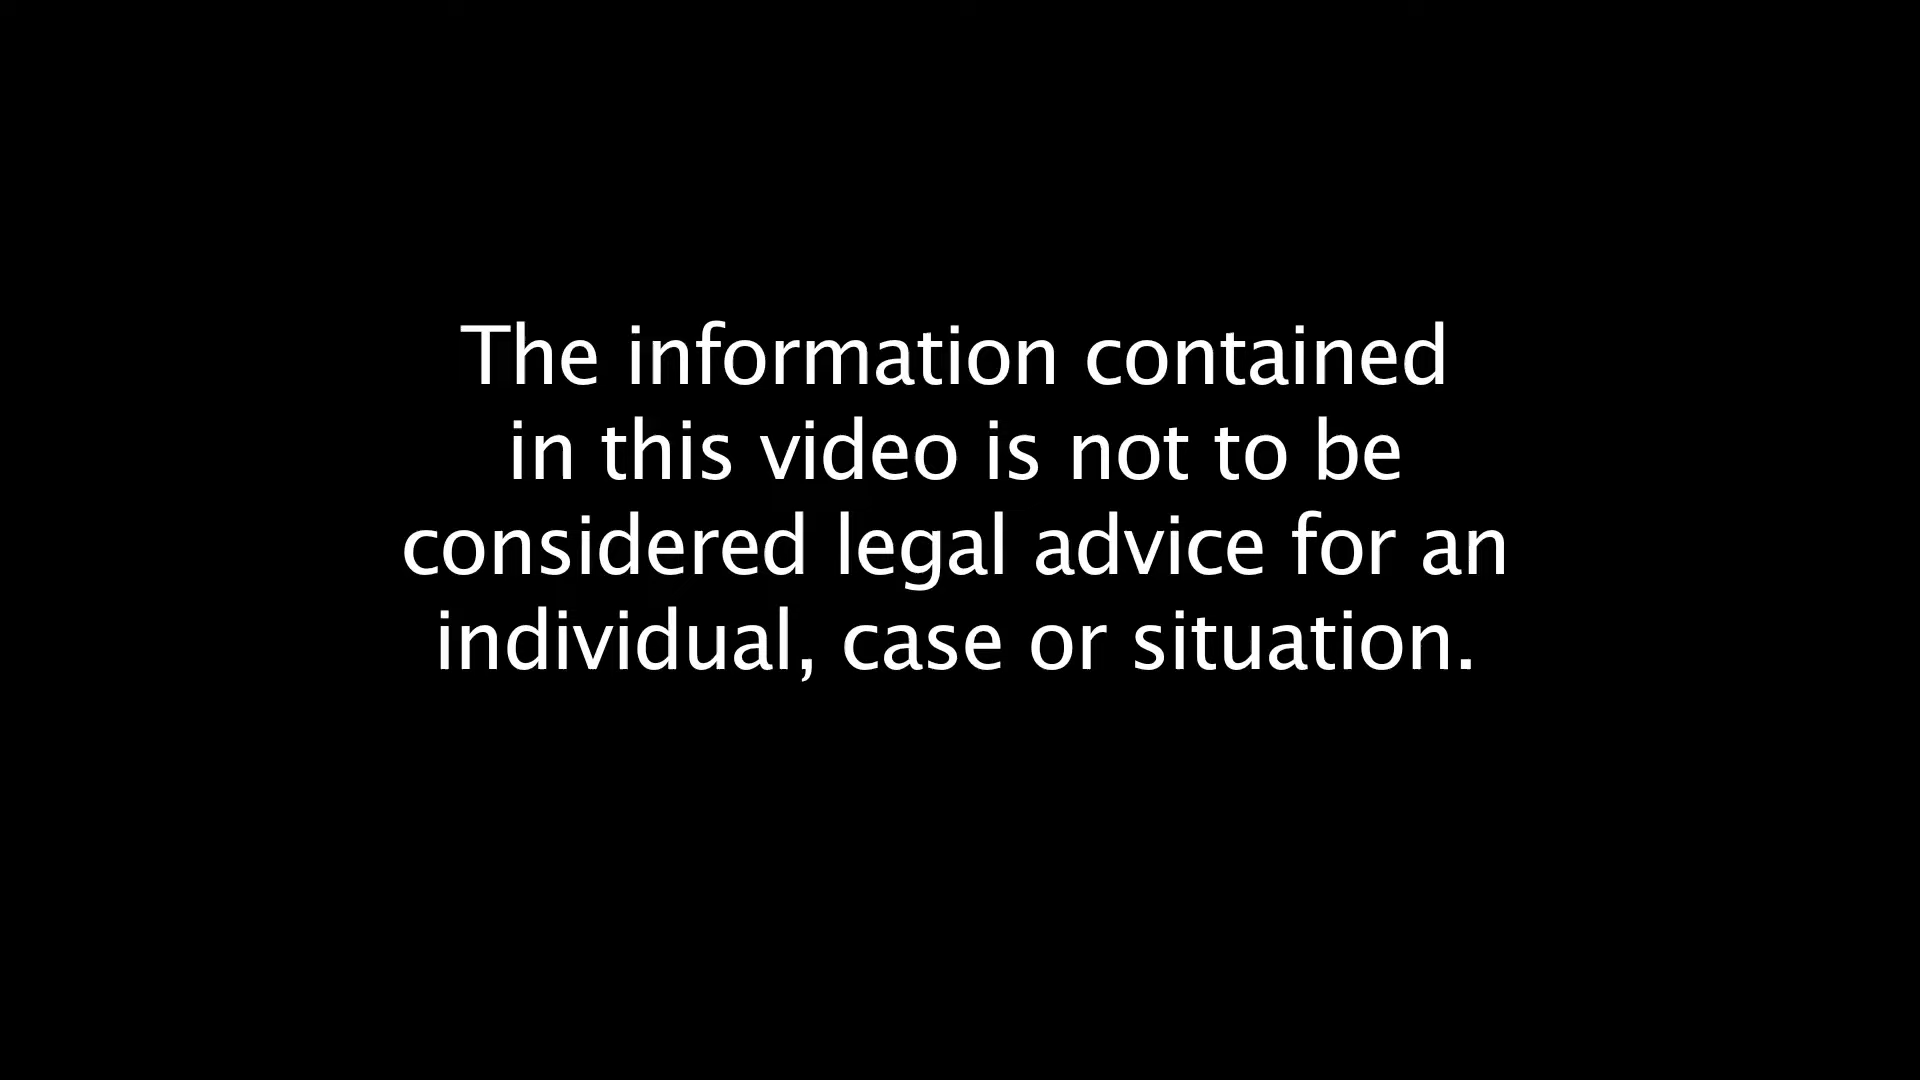 The information contained
in this video is not to be
considered legal advice for an
individual, case or situation.